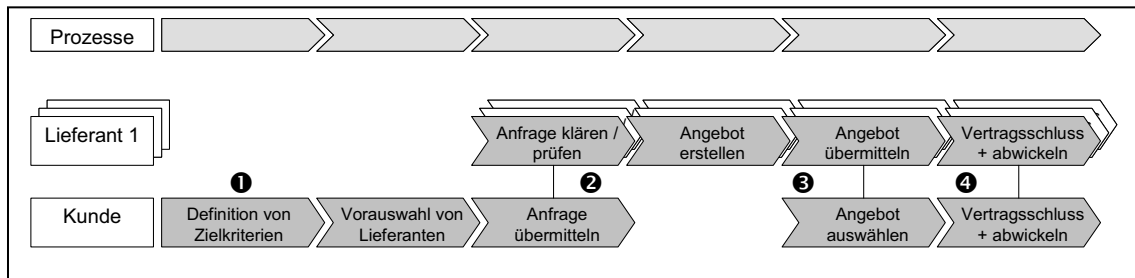 Prozesse
Lieferant 1
Anfrage klären /
prüfen
Angebot
erstellen
Angebot
übermitteln
Vertragsschluss
+ abwickeln
❶
❷
❸
❹
Kunde
Definition von
Zielkriterien
Vorauswahl von
Lieferanten
Anfrage
übermitteln
Angebot
auswählen
Vertragsschluss
+ abwickeln